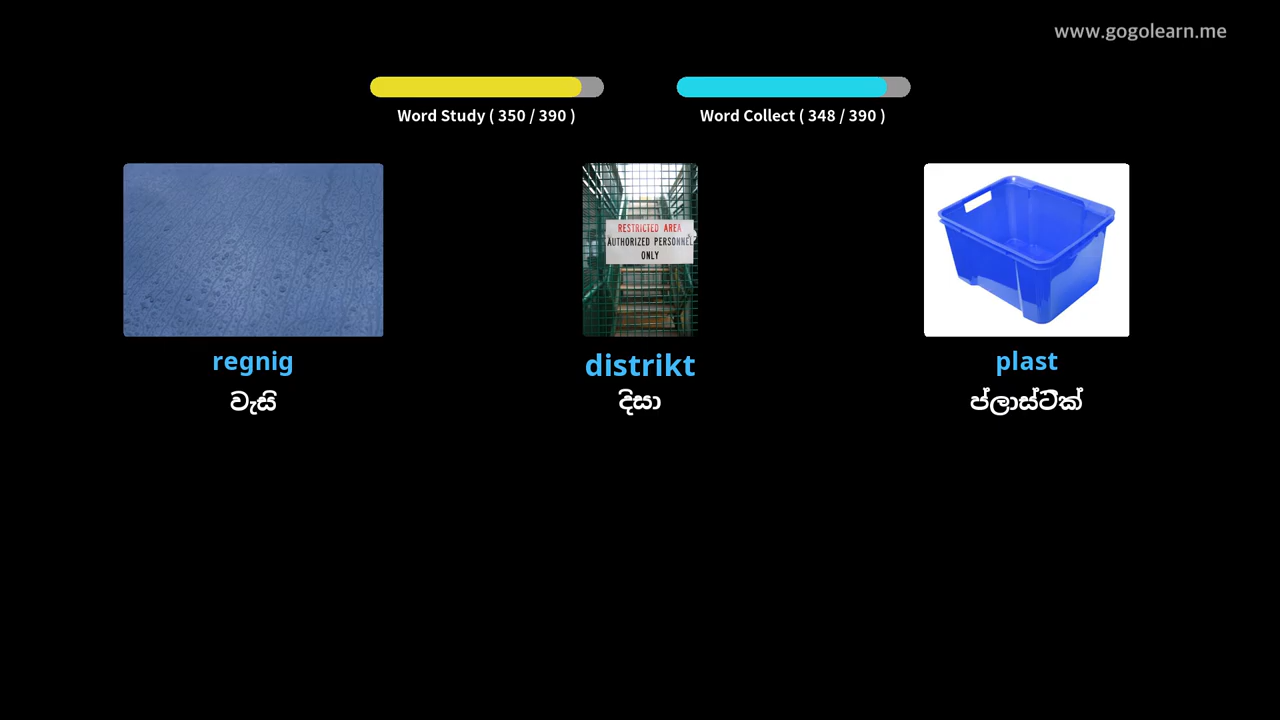 www.gogolearn.me
Word Study ( 350 / 390 )
Word Collect ( 348 / 390 )
RESTRICTED AREA
AUTHORIZED PERSONNEL
ONLY
regnig
distrikt
plast
වැසි
දිසා
ප්ලාස්ටික්